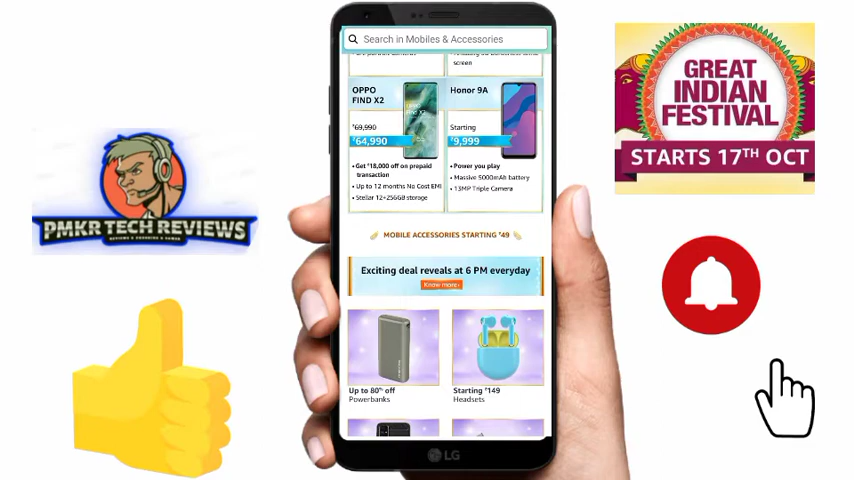 Search in Mobiles & Accessories
screen
OPPO
FIND X2
₹69,990
₹64,990
• Get ₹18,000 off on prepaid
transaction
• Up to 12 months No Cost EMI
• Stellar 12+256GB storage
Honor 9A
Starting
₹9,999
• Power you play
• Massive 5000mAh battery
• 13MP Triple Camera
MOBILE ACCESSORIES STARTING ₹49
Exciting deal reveals at 6 PM everyday
Know more›
Up to 80% off
Powerbanks
Starting ₹149
Headsets
LG
PMKR TECH REVIEWS
GREAT
INDIAN
FESTIVAL
STARTS 17TH OCT